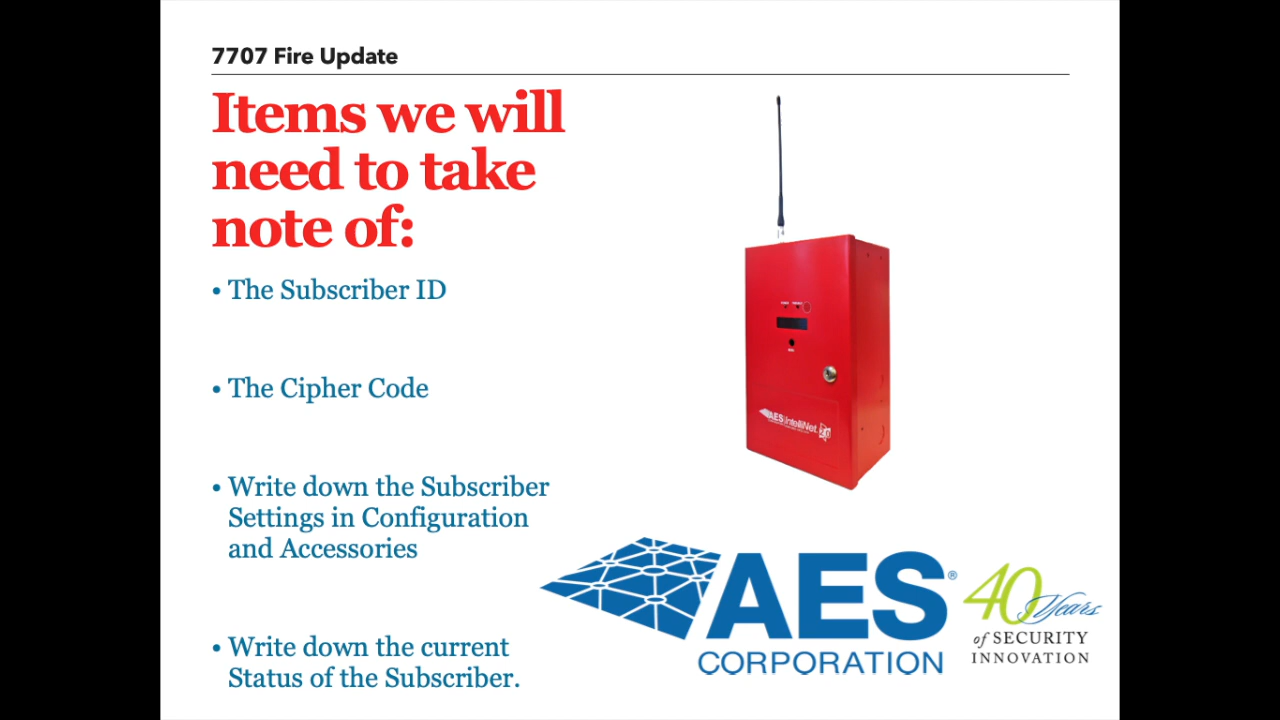 7707 Fire Update
Items we will
need to take
note of:
• The Subscriber ID
• The Cipher Code
• Write down the Subscriber
Settings in Configuration
and Accessories
• Write down the current
Status of the Subscriber.
AES IntelliNet 2.0
AES®
CORPORATION
40 Years
of SECURITY
INNOVATION